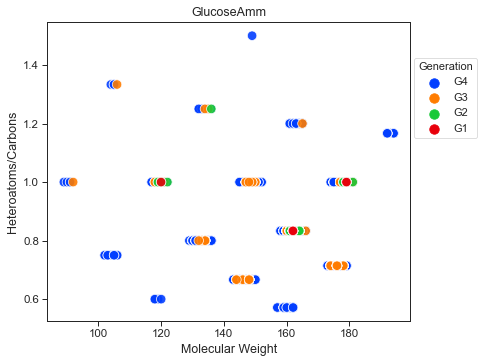 GlucoseAmm
Heteroatoms/Carbons
1.4
1.2
1.0
0.8
0.6
100
120
140
160
180
Molecular Weight
Generation
G4
G3
G2
G1